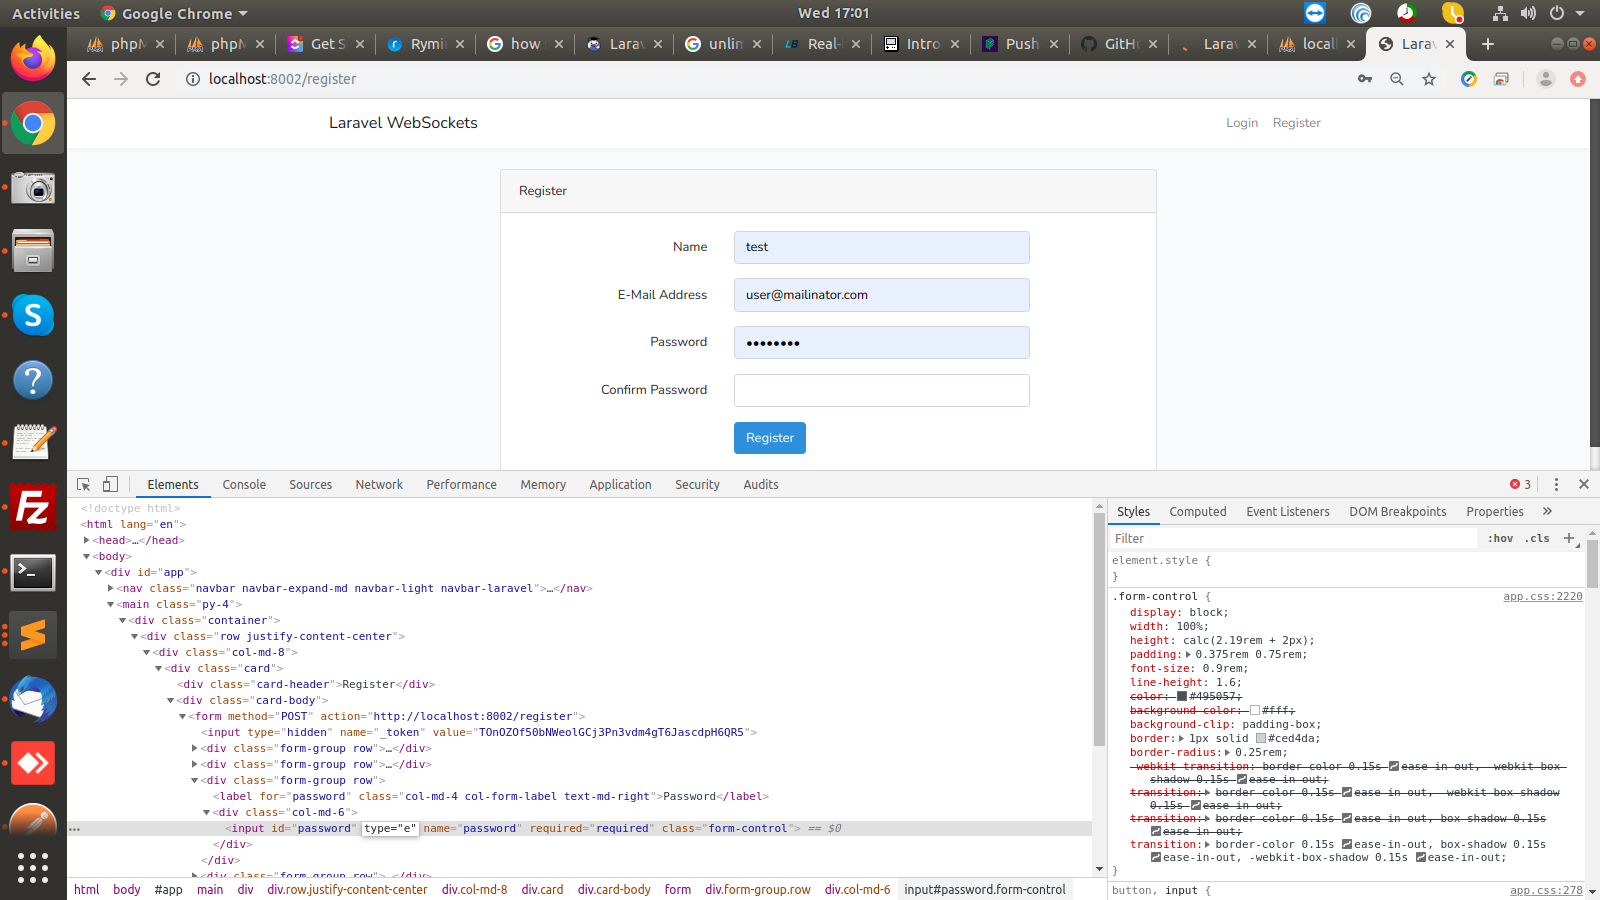 Activities
Google Chrome
Wed 17:01
phpM
phpM
Get S
Rymi
how
Larav
unlin
Real-
Intro
Push
GitHu
Larav
locall
Larav
localhost:8002/register
Laravel WebSockets
Login
Register
Register
Name
test
E-Mail Address
user@mailinator.com
Password
••••••••
Confirm Password
Register
Elements
Console
Sources
Network
Performance
Memory
Application
Security
Audits
3
<!doctype html>
<html lang="en">
<head>…</head>
<body>
<div id="app">
<nav class="navbar navbar-expand-md navbar-light navbar-laravel">…</nav>
<main class="py-4">
<div class="container">
<div class="row justify-content-center">
<div class="col-md-8">
<div class="card">
<div class="card-header">Register</div>
<div class="card-body">
<form method="POST" action="http://localhost:8002/register">
<input type="hidden" name="_token" value="TOnOZOf50bNWeolGCj3Pn3vdm4gT6JascdpH6QR5">
<div class="form-group row">…</div>
<div class="form-group row">…</div>
<div class="form-group row">
<label for="password" class="col-md-4 col-form-label text-md-right">Password</label>
<div class="col-md-6">
<input id="password" type="e" name="password" required="required" class="form-control"> == $0
</div>
</div>
<div class="form-group row">…</div>
html body #app main div div.row.justify-content-center div.col-md-8 div.card div.card-body form div.form-group.row div.col-md-6 input#password.form-control
Styles
Computed
Event Listeners
DOM Breakpoints
Properties
Filter
:hov .cls
element.style {
}
.form-control {
app.css:2220
display: block;
width: 100%;
height: calc(2.19rem + 2px);
padding: 0.375rem 0.75rem;
font-size: 0.9rem;
line-height: 1.6;
color: #495057;
background-color: #fff;
background-clip: padding-box;
border: 1px solid #ced4da;
border-radius: 0.25rem;
-webkit-transition: border-color 0.15s ease-in-out, -webkit-box-
shadow 0.15s ease-in-out;
transition: border-color 0.15s ease-in-out, -webkit-box-shadow
0.15s ease-in-out;
transition: border-color 0.15s ease-in-out, box-shadow 0.15s
ease-in-out;
transition: border-color 0.15s ease-in-out, box-shadow 0.15s
ease-in-out, -webkit-box-shadow 0.15s ease-in-out;
}
button, input {
app.css:278